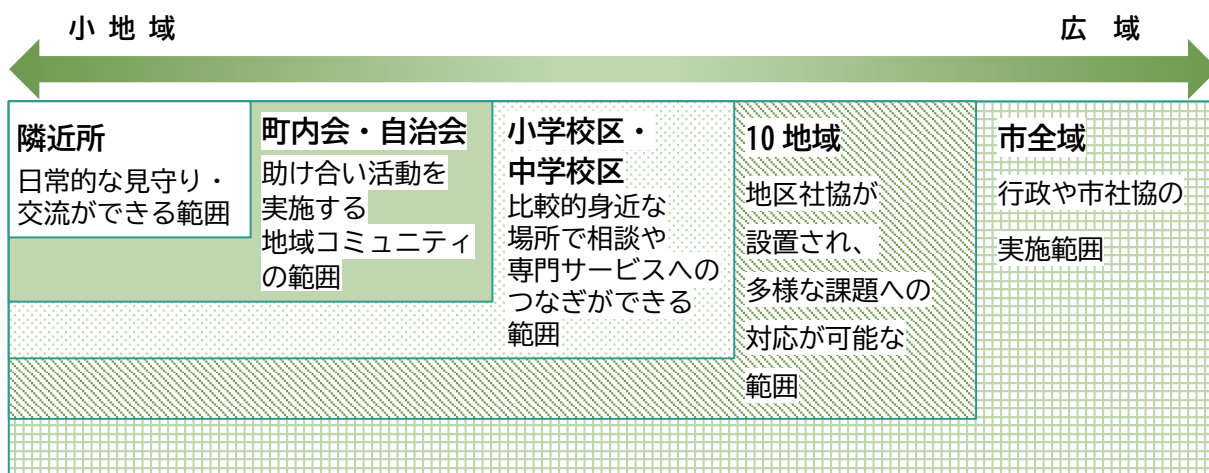 小地域
広域
隣近所
日常的な見守り・
交流ができる範囲
町内会・自治会
助け合い活動を
実施する
地域コミュニティ
の範囲
小学校区・
中学校区
比較的身近な
場所で相談や
専門サービスへの
つなぎができる
範囲
10 地域
地区社協が
設置され、
多様な課題への
対応が可能な
範囲
市全域
行政や市社協の
実施範囲